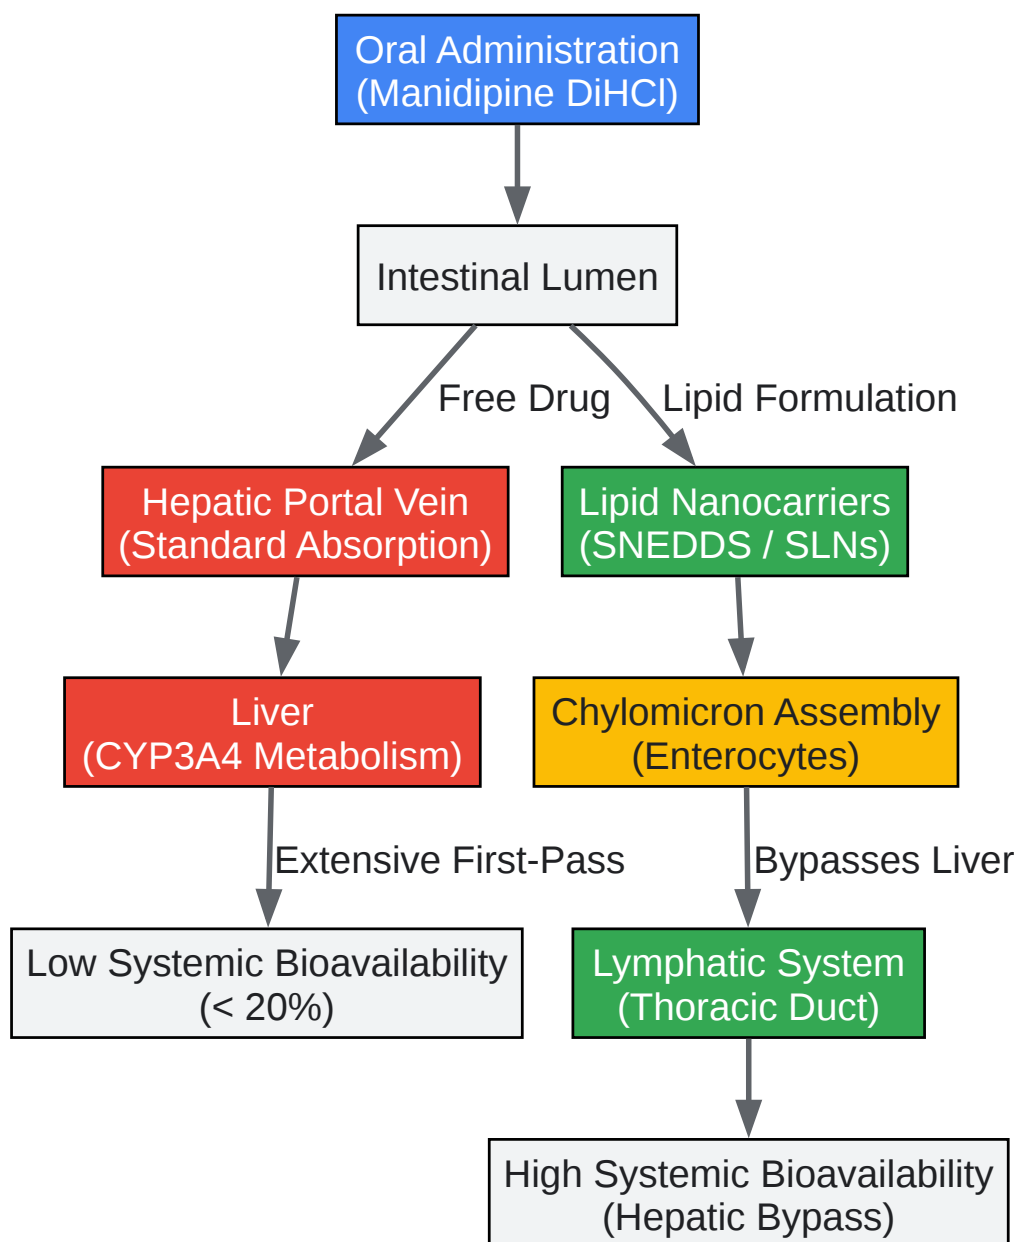 Oral Administration
(Manidipine DiHCl)
Intestinal Lumen
Free Drug
Lipid Formulation
Hepatic Portal Vein
(Standard Absorption)
Lipid Nanocarriers
(SNEDDS / SLNs)
Liver
(CYP3A4 Metabolism)
Chylomicron Assembly
(Enterocytes)
Extensive First-Pass
Bypasses Liver
Low Systemic Bioavailability
(< 20%)
Lymphatic System
(Thoracic Duct)
High Systemic Bioavailability
(Hepatic Bypass)